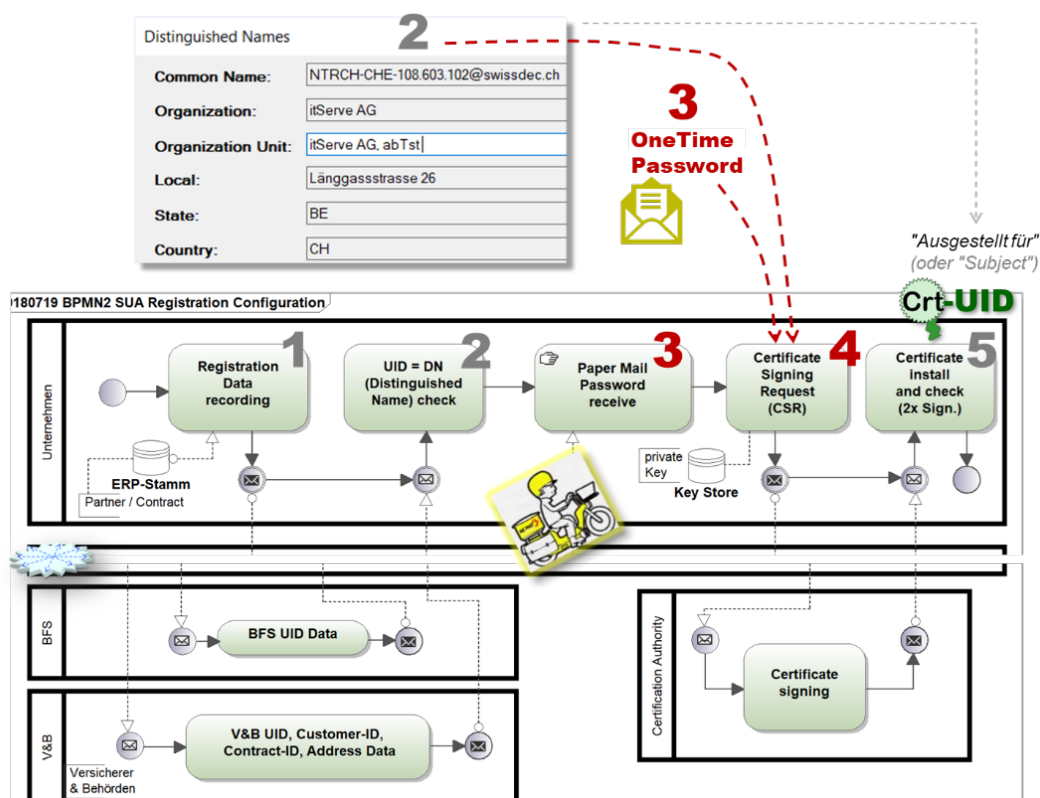 Distinguished Names
2
Common Name:
NTRCH-CHE-108.603.102@swissdec.ch
Organization:
itServe AG
Organization Unit:
itServe AG, abTst
Local:
Länggassstrasse 26
State:
BE
Country:
CH
3
OneTime
Password
"Ausgestellt für"
(oder "Subject")
Crt-UID
0180719 BPMN2 SUA Registration Configuration
Unternehmen
1
Registration
Data
recording
2
UID = DN
(Distinguished
Name) check
3
Paper Mail
Password
receive
4
Certificate
Signing
Request
(CSR)
5
Certificate
install
and check
(2x Sign.)
ERP-Stamm
Partner / Contract
private
Key
Key Store
BFS
BFS UID Data
V&B
V&B UID, Customer-ID,
Contract-ID, Address Data
Versicherer
& Behörden
Certification Authority
Certificate
signing